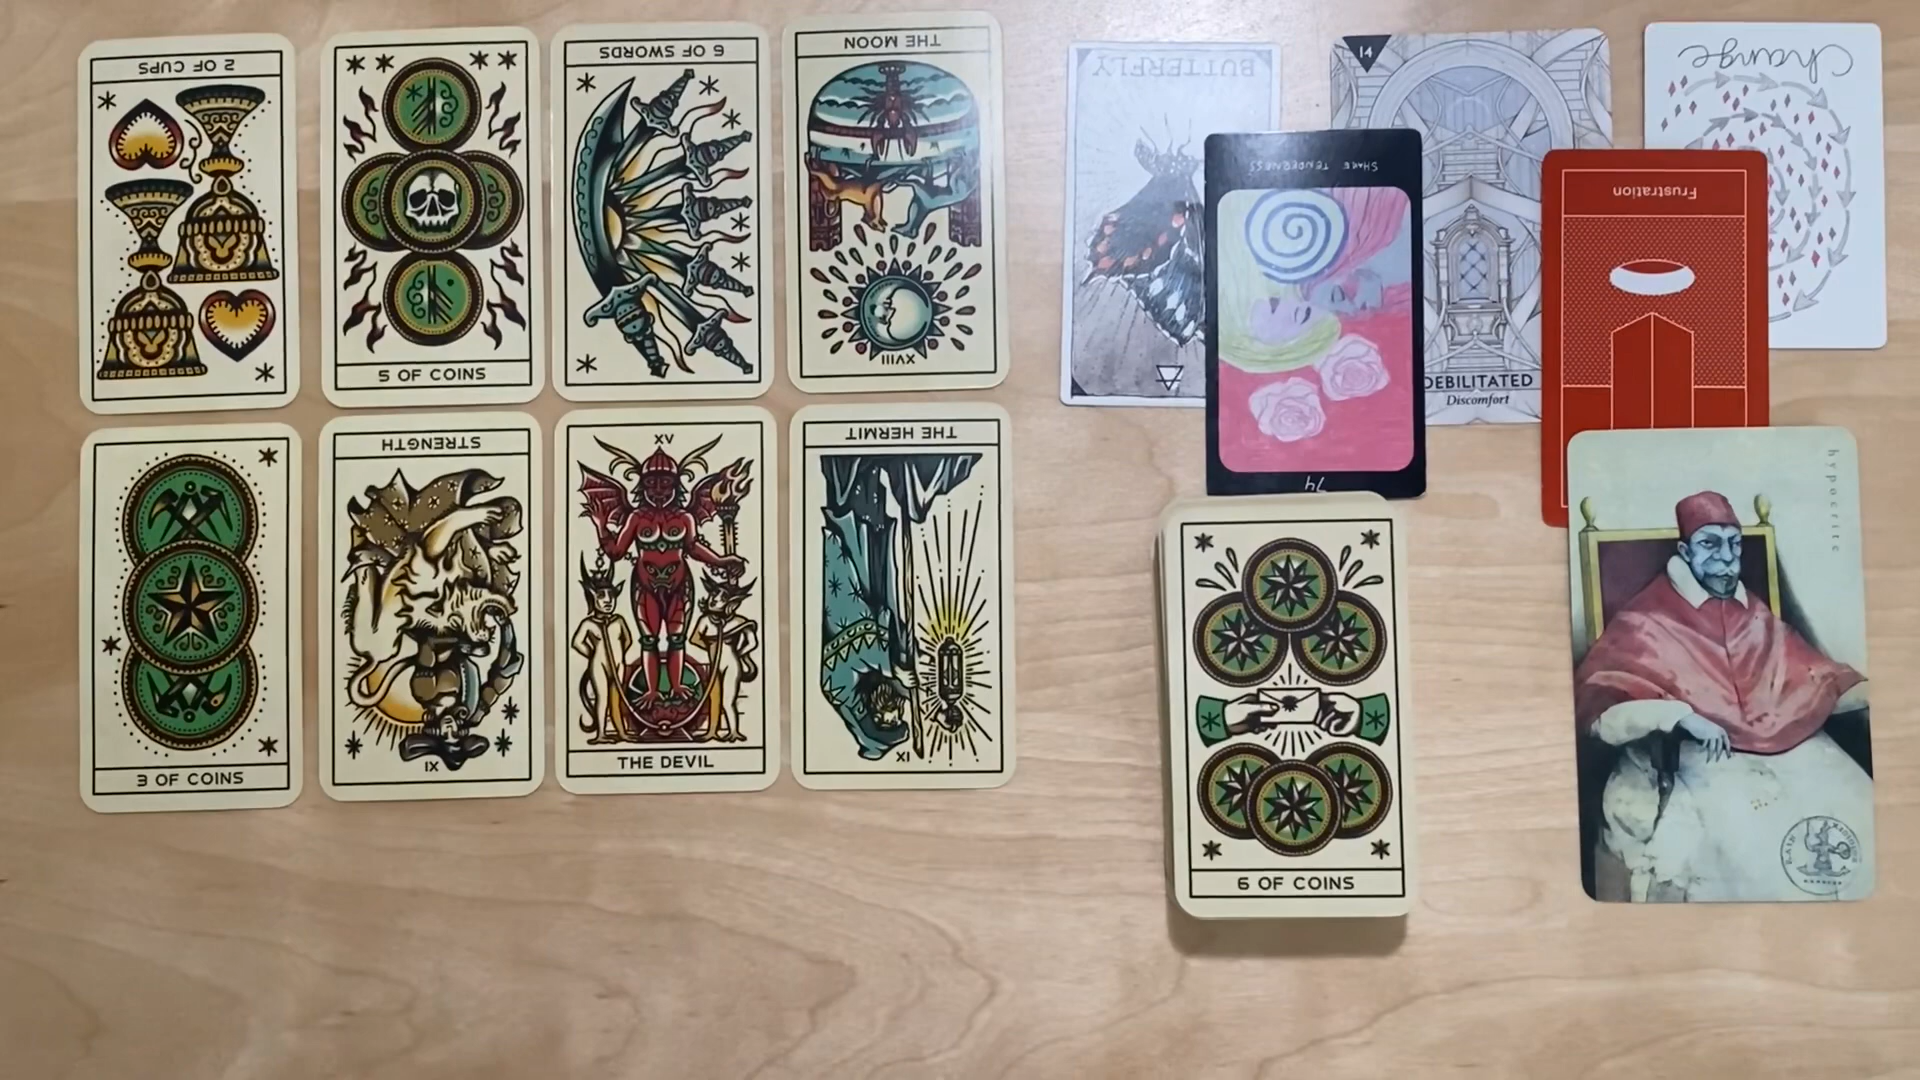 2 OF CUPS
5 OF COINS
6 OF SWORDS
THE MOON
XVIII
BUTTERFLY
SHARE TENDERNESS
74
14
DEBILITATED
Discomfort
Change
Frustration
hypocrite
3 OF COINS
STRENGTH
XI
XV
THE DEVIL
THE HERMIT
IX
6 OF COINS